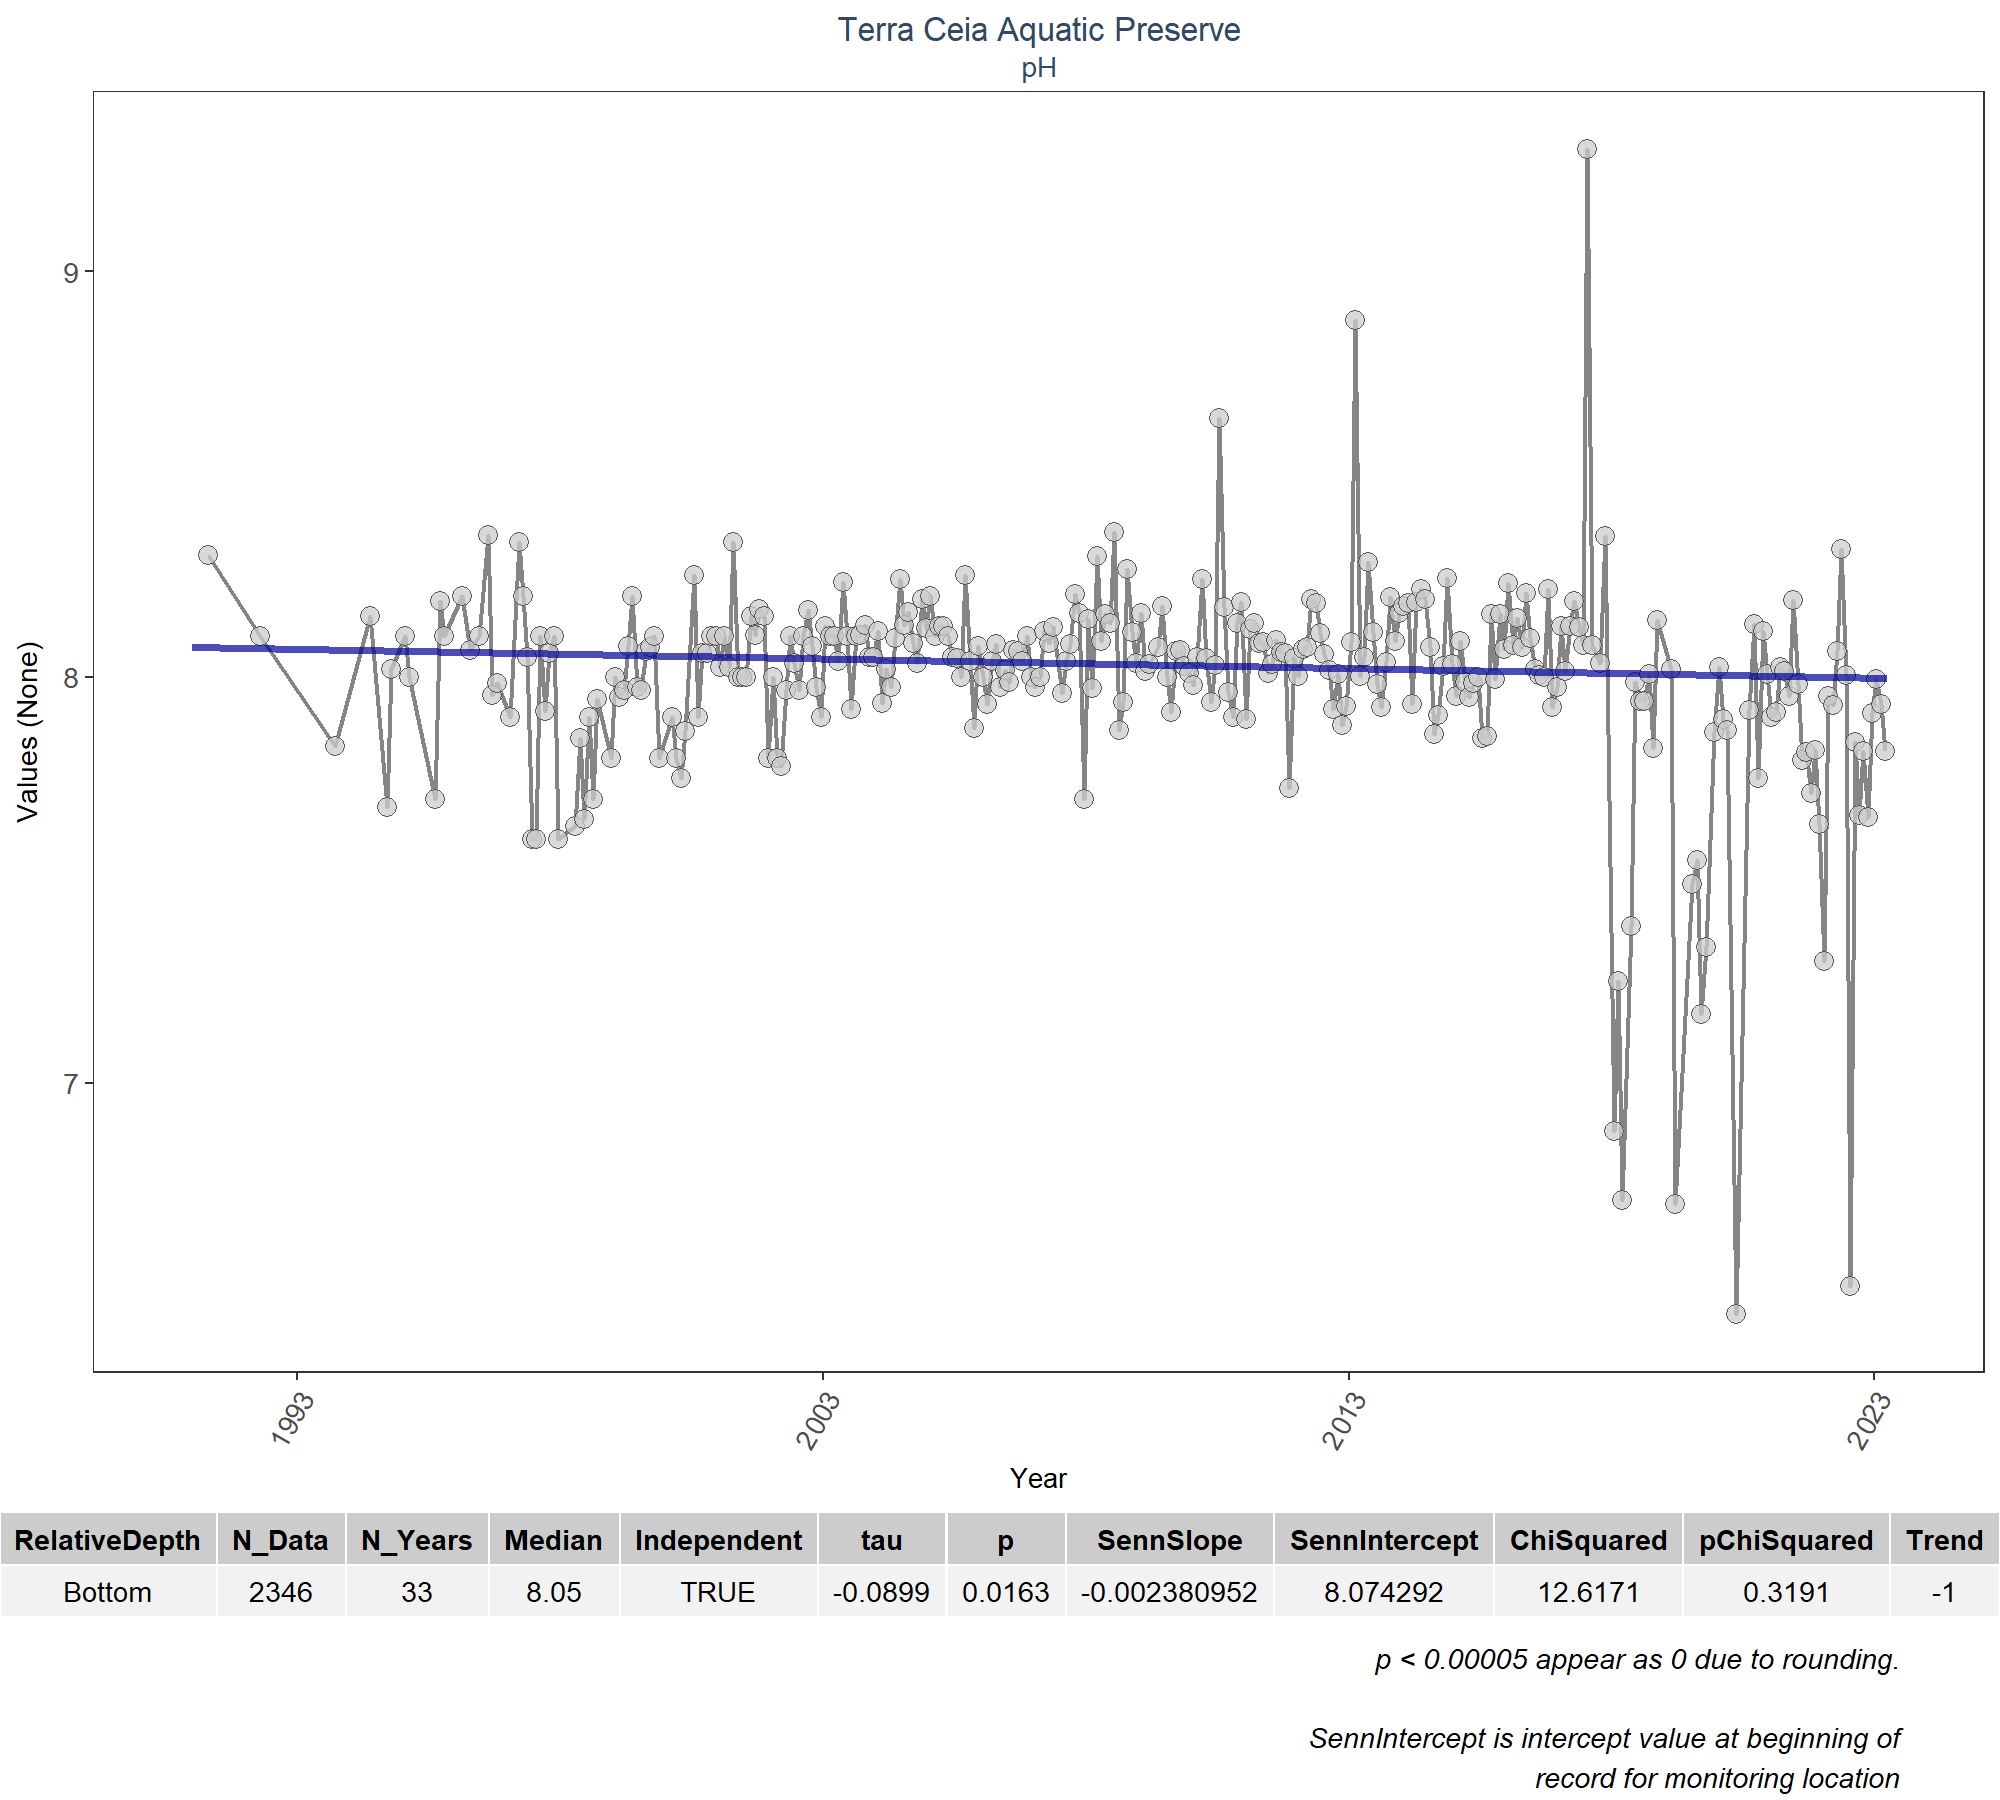 Terra Ceia Aquatic Preserve
pH
9
8
7
Values (None)
1993
2003
2013
2023
Year
RelativeDepth N_Data N_Years Median Independent tau p SennSlope SennIntercept ChiSquared pChiSquared Trend
Bottom 2346 33 8.05 TRUE -0.0899 0.0163 -0.002380952 8.074292 12.6171 0.3191 -1
p < 0.00005 appear as 0 due to rounding.
SennIntercept is intercept value at beginning of
record for monitoring location